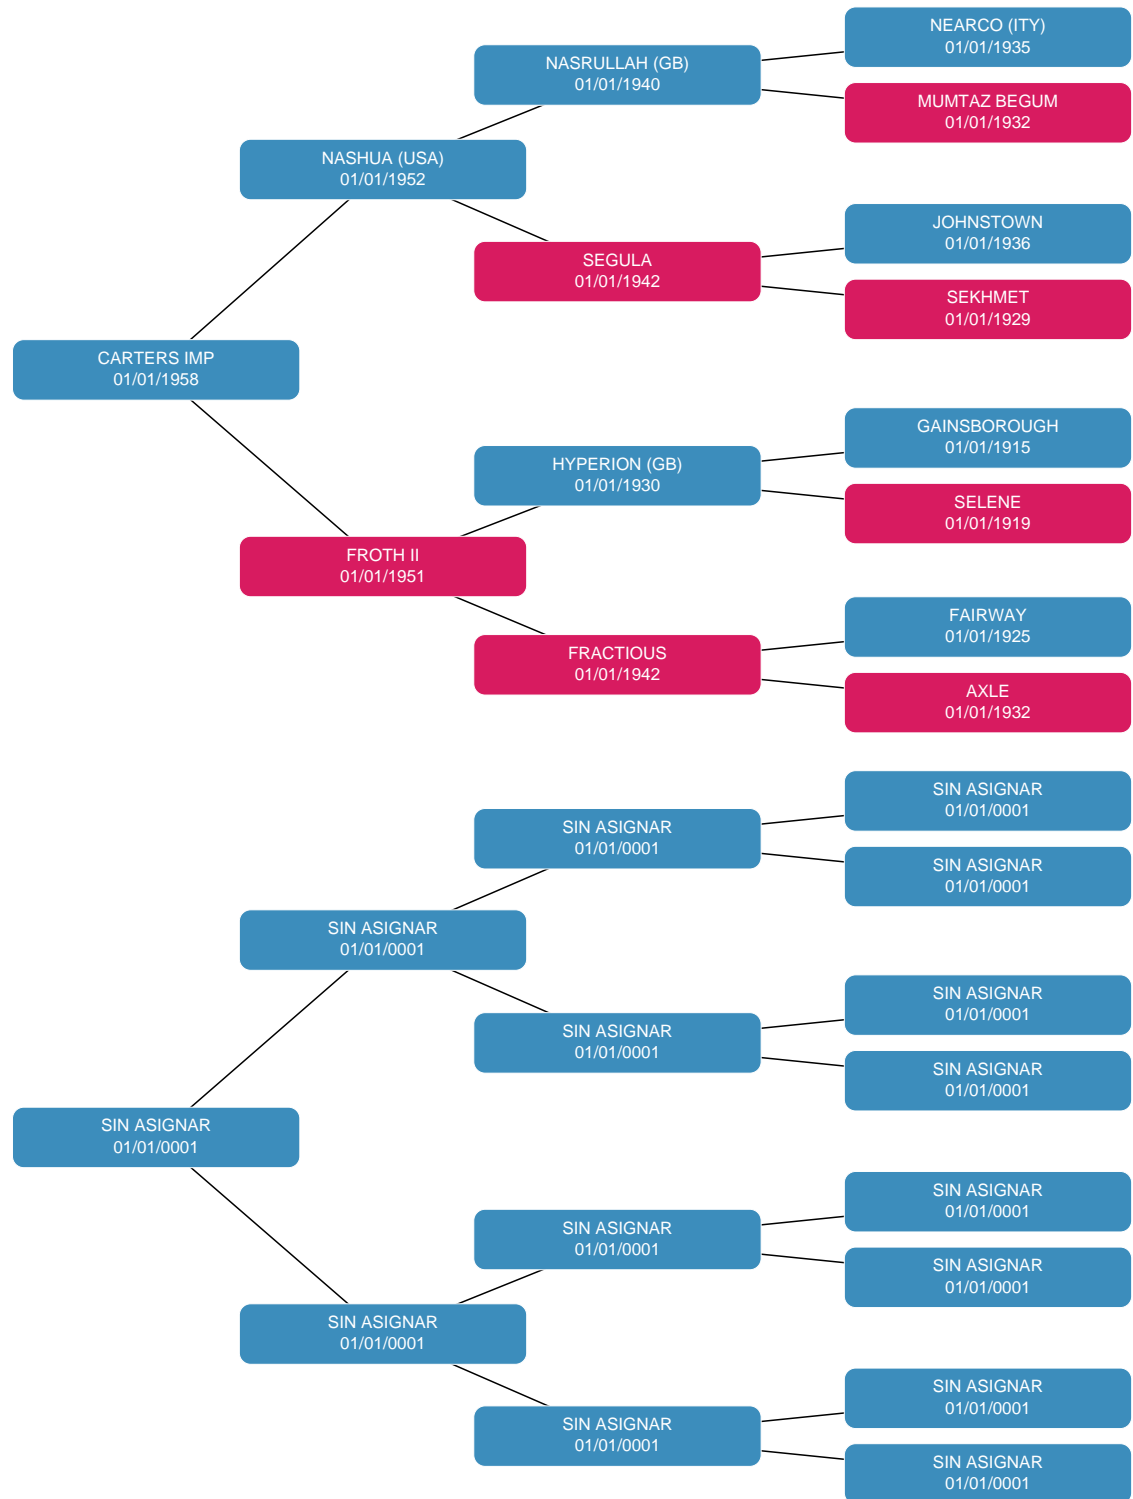 NEARCO (ITY)
01/01/1935
NASRULLAH (GB)
01/01/1940
MUMTAZ BEGUM
01/01/1932
NASHUA (USA)
01/01/1952
JOHNSTOWN
01/01/1936
SEGULA
01/01/1942
SEKHMET
01/01/1929
CARTERS IMP
01/01/1958
GAINSBOROUGH
01/01/1915
HYPERION (GB)
01/01/1930
SELENE
01/01/1919
FROTH II
01/01/1951
FAIRWAY
01/01/1925
FRACTIOUS
01/01/1942
AXLE
01/01/1932
SIN ASIGNAR
01/01/0001
SIN ASIGNAR
01/01/0001
SIN ASIGNAR
01/01/0001
SIN ASIGNAR
01/01/0001
SIN ASIGNAR
01/01/0001
SIN ASIGNAR
01/01/0001
SIN ASIGNAR
01/01/0001
SIN ASIGNAR
01/01/0001
SIN ASIGNAR
01/01/0001
SIN ASIGNAR
01/01/0001
SIN ASIGNAR
01/01/0001
SIN ASIGNAR
01/01/0001
SIN ASIGNAR
01/01/0001
SIN ASIGNAR
01/01/0001
SIN ASIGNAR
01/01/0001